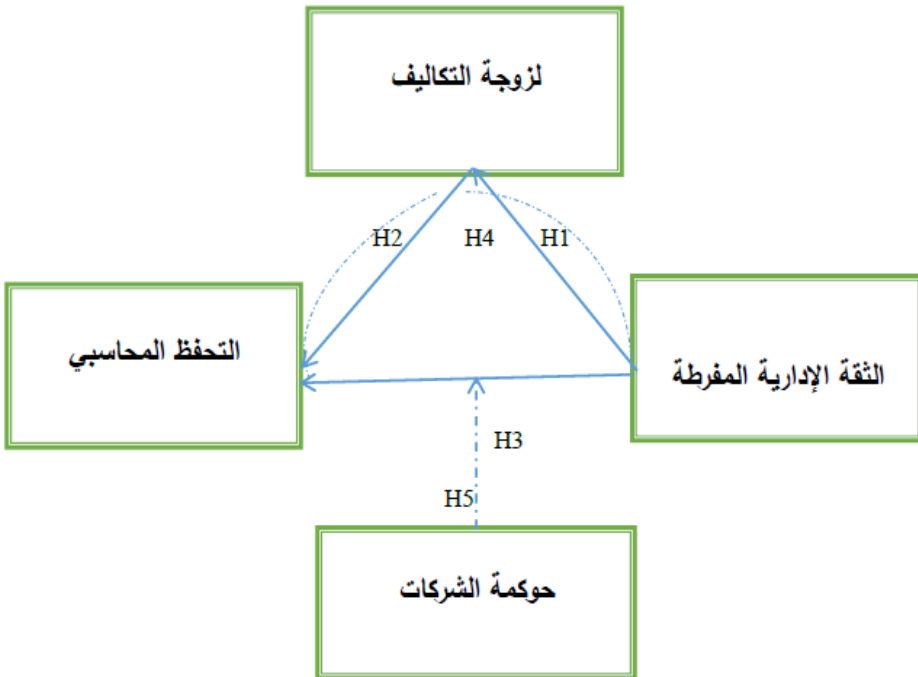 لزوجة التكاليف
H2
H4
H1
التحفظ المحاسبي
الثقة الإدارية المفرطة
H3
H5
حوكمة الشركات